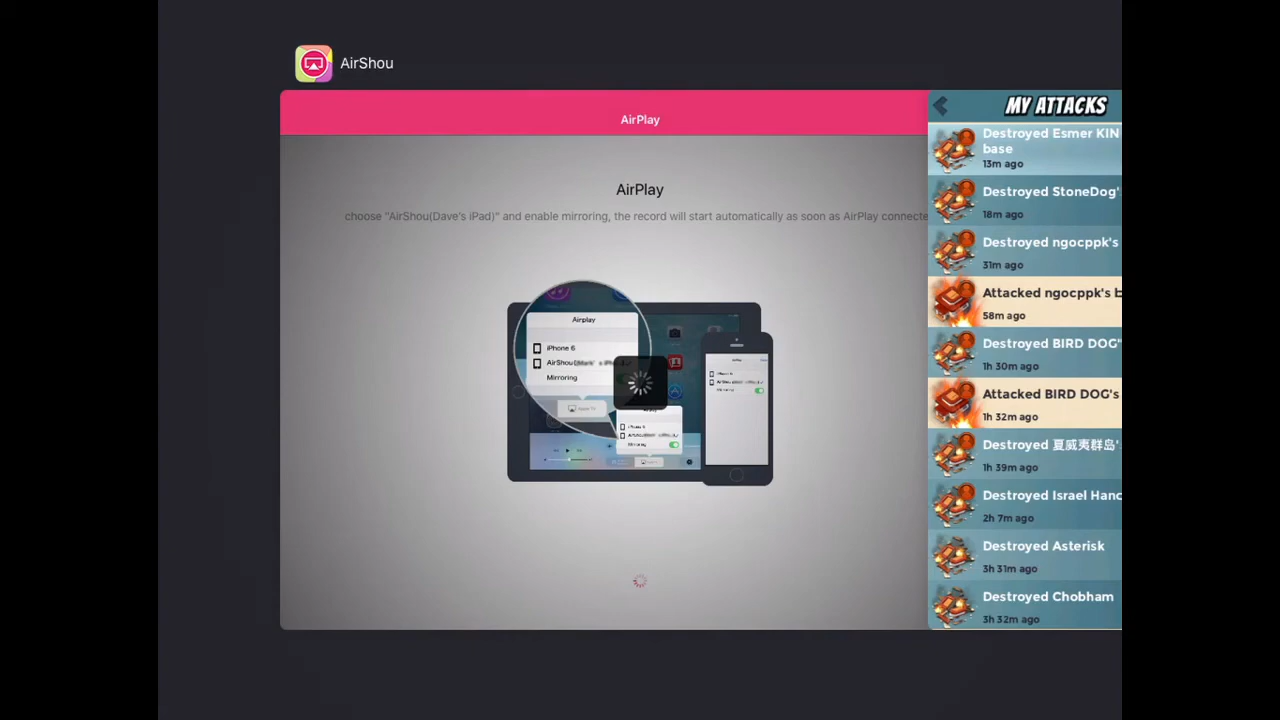 AirShou
AirPlay
AirPlay
choose "AirShou(Dave's iPad)" and enable mirroring, the record will start automatically as soon as AirPlay connecte
Airplay
iPhone 6
AirShou
Mirroring
iPhone 6
Mirroring
MY ATTACKS
Destroyed Esmer KIN
base
13m ago
Destroyed StoneDog'
18m ago
Destroyed ngocppk's
31m ago
Attacked ngocppk's b
58m ago
Destroyed BIRD DOG"
1h 30m ago
Attacked BIRD DOG's
1h 32m ago
Destroyed 夏威夷群岛'
1h 39m ago
Destroyed Israel Hanc
2h 7m ago
Destroyed Asterisk
3h 31m ago
Destroyed Chobham
3h 32m ago